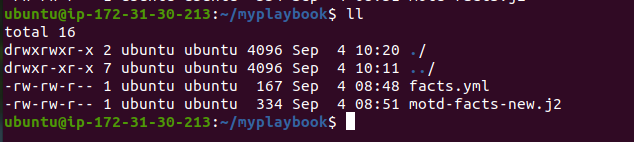 ubuntu@ip-172-31-30-213:~/myplaybook$ ll
total 16
drwxrwxr-x 2 ubuntu ubuntu 4096 Sep  4 10:20 ./
drwxr-xr-x 7 ubuntu ubuntu 4096 Sep  4 10:11 ../
-rw-rw-r-- 1 ubuntu ubuntu  167 Sep  4 08:48 facts.yml
-rw-rw-r-- 1 ubuntu ubuntu  334 Sep  4 08:51 motd-facts-new.j2
ubuntu@ip-172-31-30-213:~/myplaybook$